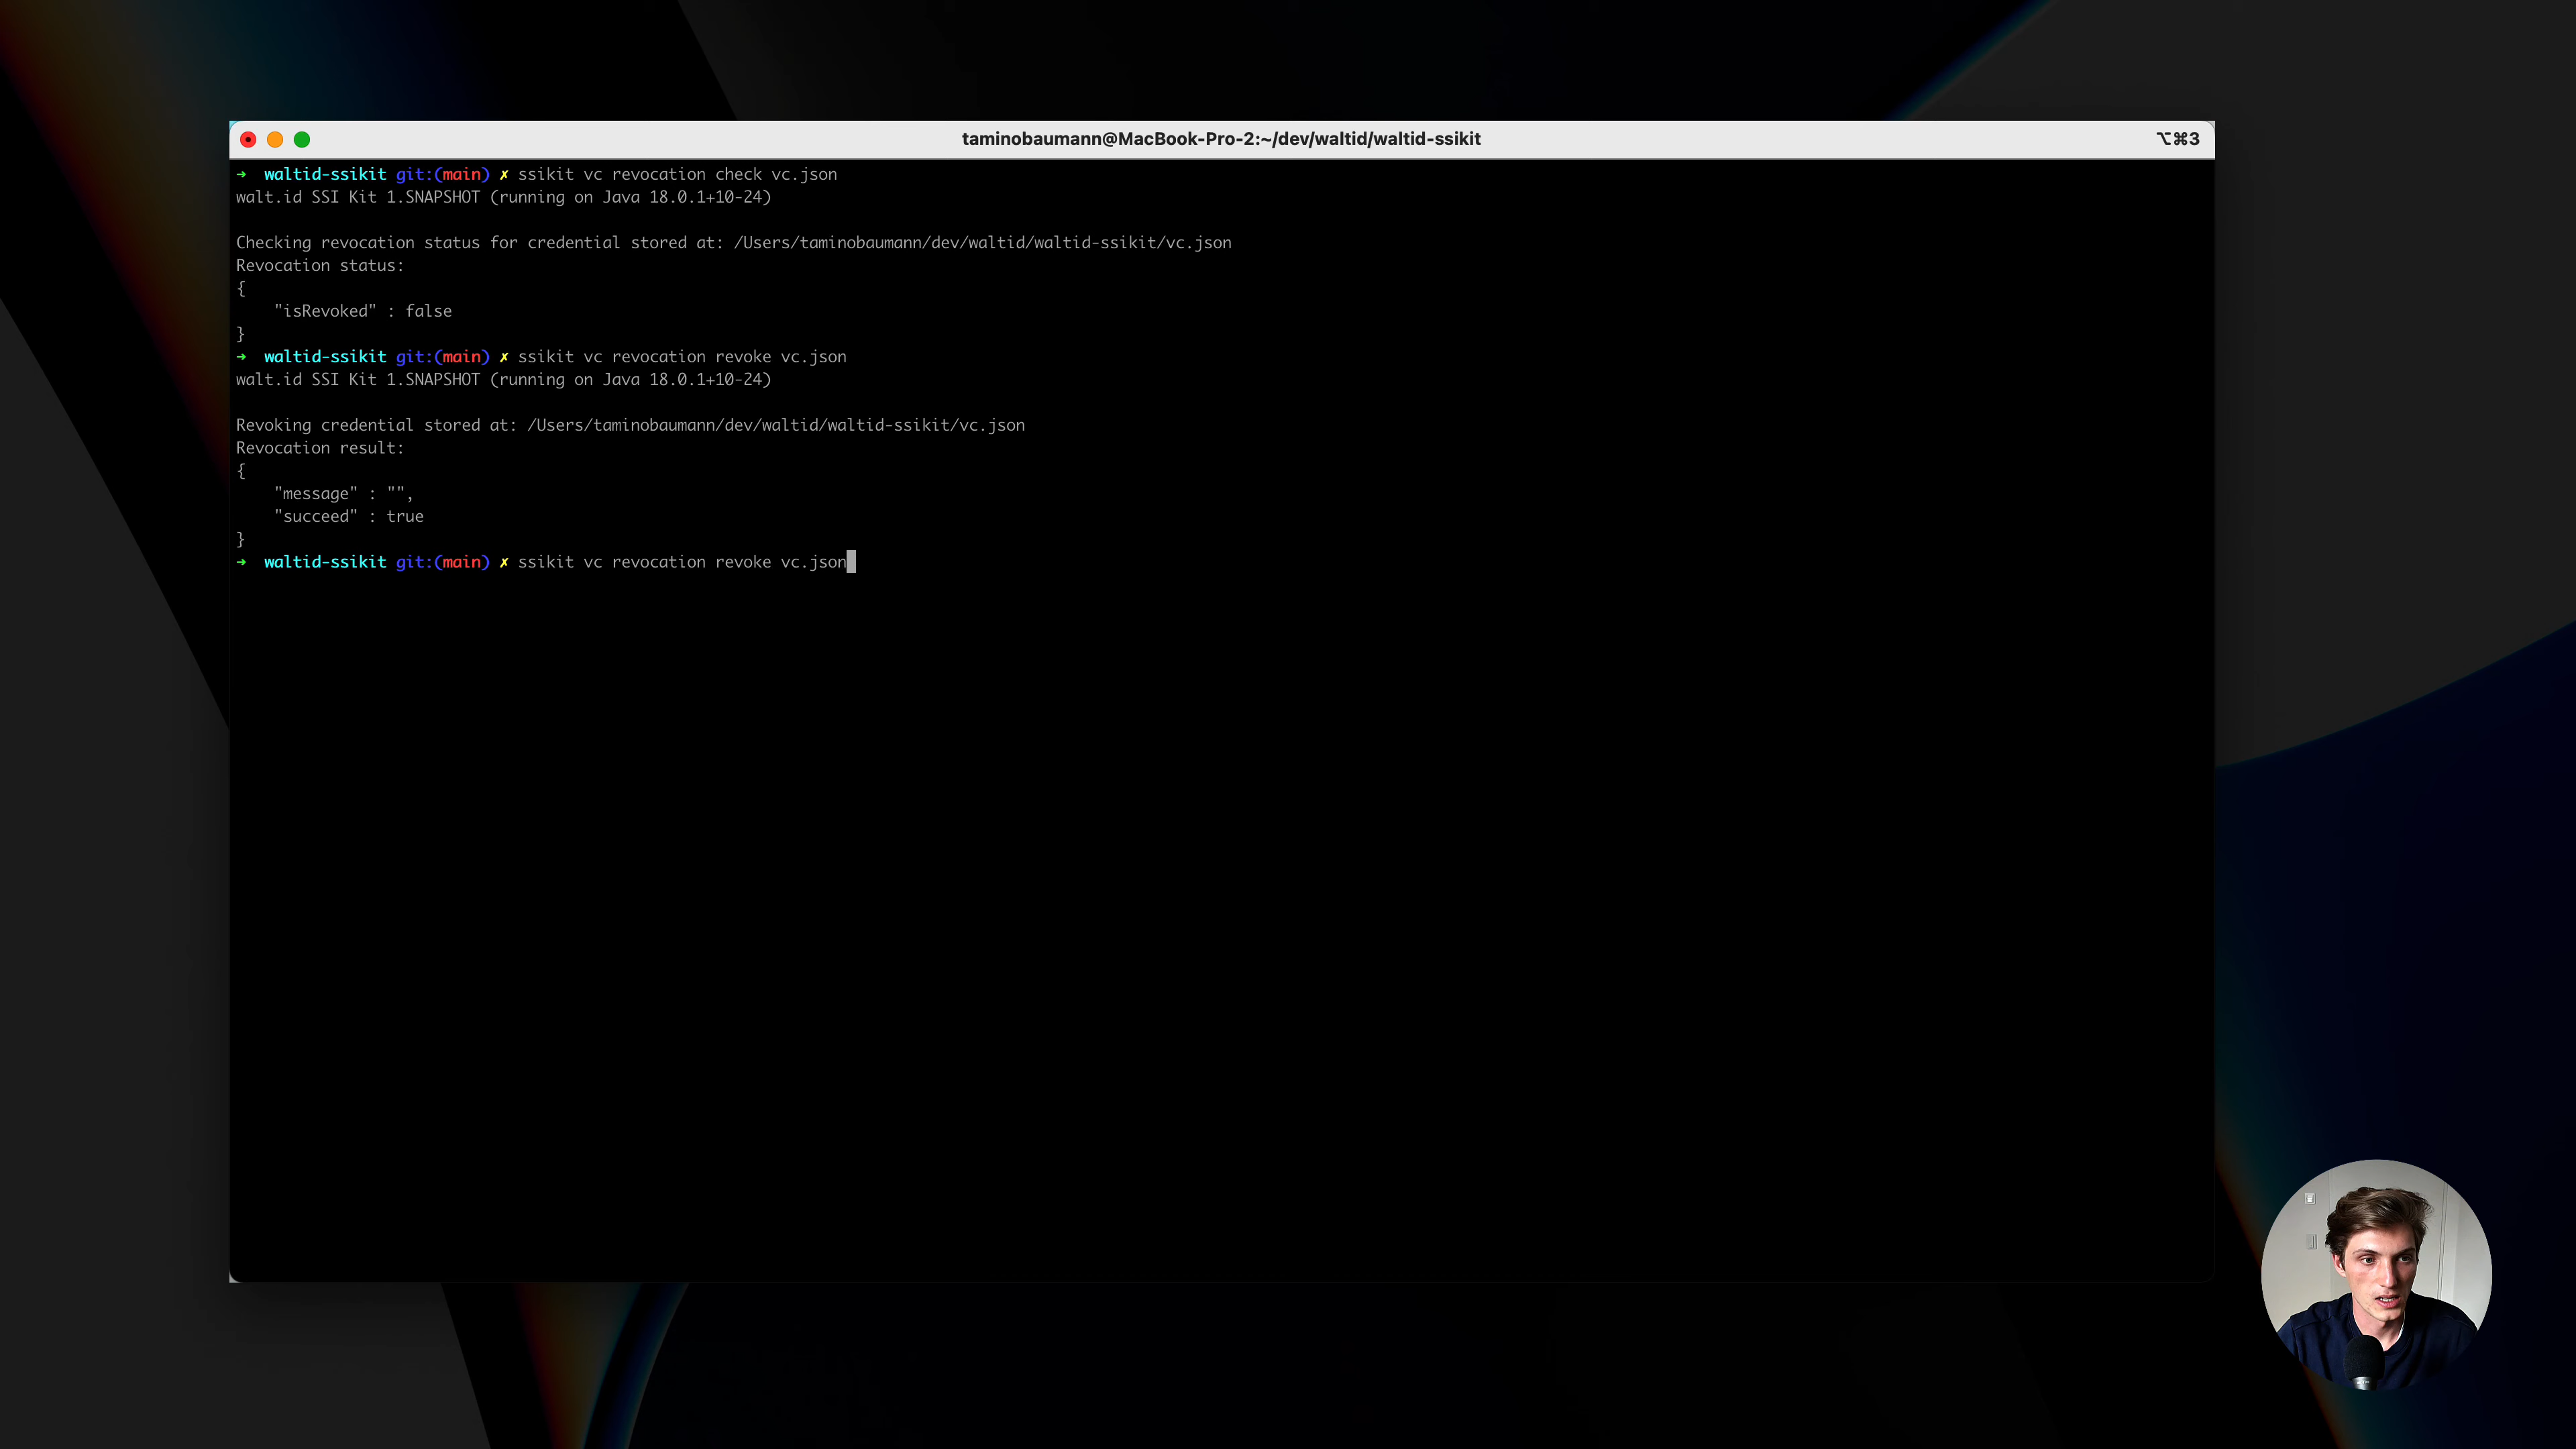 taminobaumann@MacBook-Pro-2:~/dev/waltid/waltid-ssikit
⌥⌘3
➜ waltid-ssikit git:(main) ✗ ssikit vc revocation check vc.json
walt.id SSI Kit 1.SNAPSHOT (running on Java 18.0.1+10-24)
Checking revocation status for credential stored at: /Users/taminobaumann/dev/waltid/waltid-ssikit/vc.json
Revocation status:
{
"isRevoked" : false
}
➜ waltid-ssikit git:(main) ✗ ssikit vc revocation revoke vc.json
walt.id SSI Kit 1.SNAPSHOT (running on Java 18.0.1+10-24)
Revoking credential stored at: /Users/taminobaumann/dev/waltid/waltid-ssikit/vc.json
Revocation result:
{
"message" : "",
"succeed" : true
}
➜ waltid-ssikit git:(main) ✗ ssikit vc revocation revoke vc.json